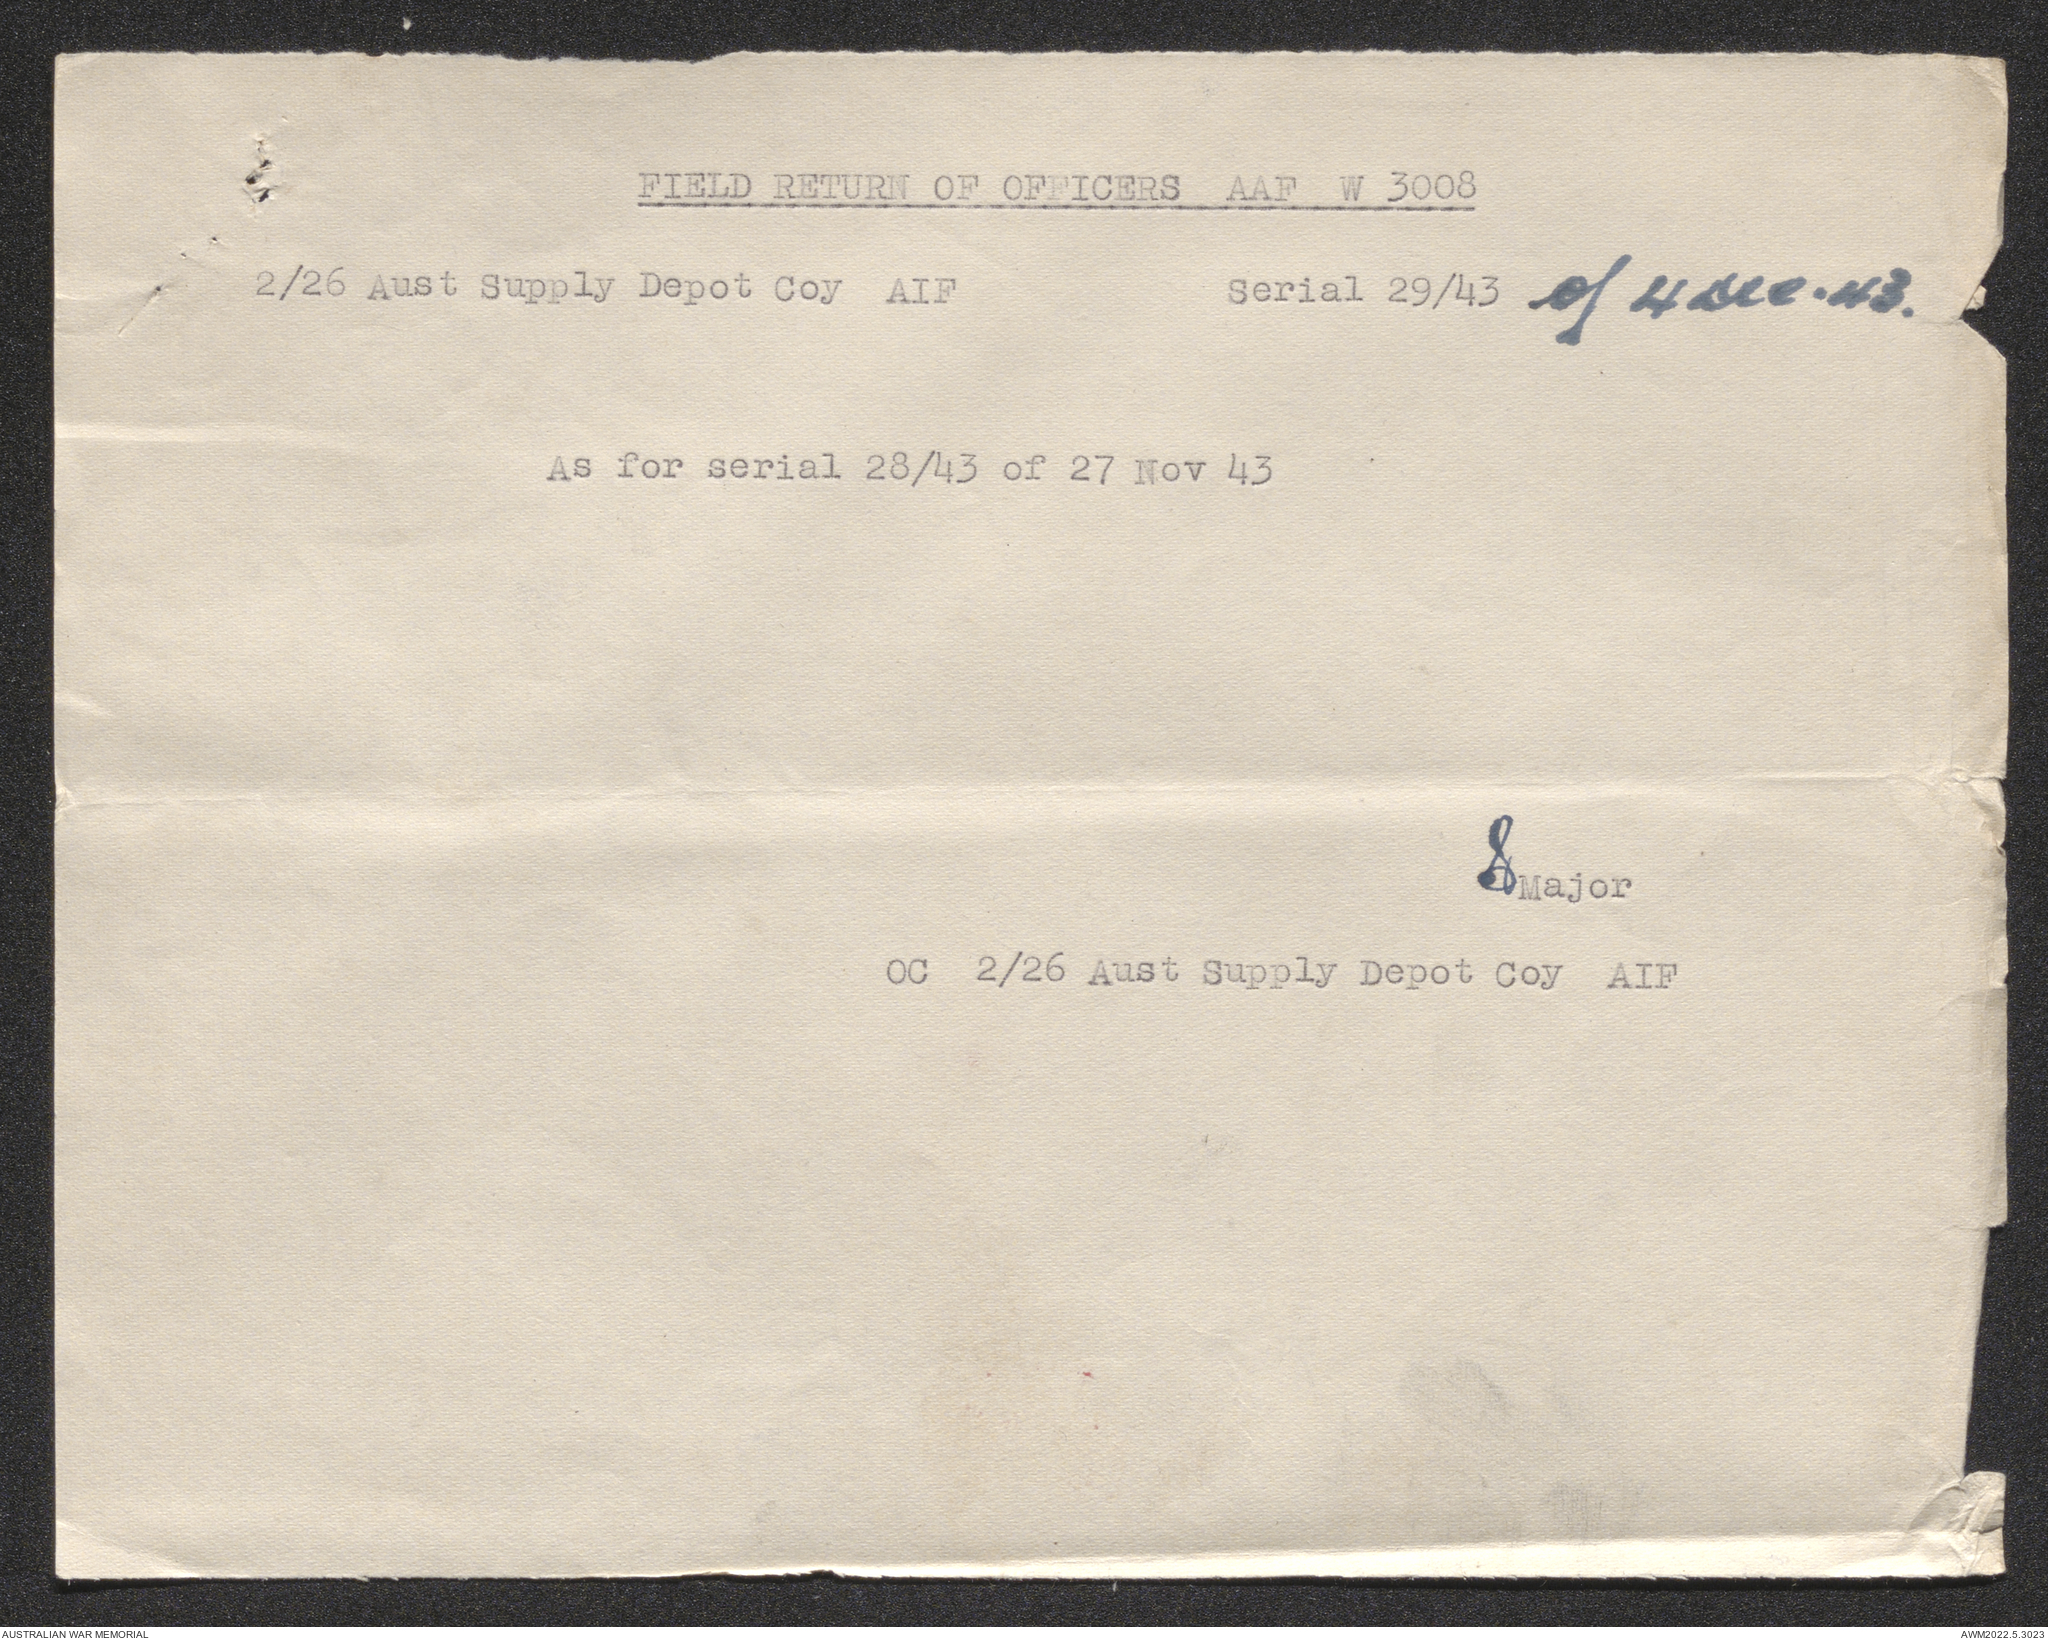 FIELD RETURN OF OFFICERS AAF W 3008
2/26 Aust Supply Depot Coy AIF Serial 29/43 of 4 Dec. 43.
As for serial 28/43 of 27 Nov 43
Major
OC 2/26 Aust Supply Depot Coy AIF
AUSTRALIAN WAR MEMORIAL AWM2022.5.3023